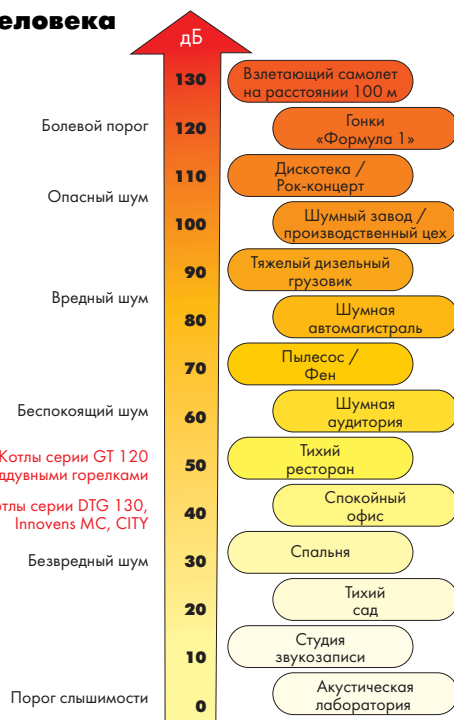 еловека
дБ
130
Взлетающий самолет
на расстоянии 100 м
Болевой порог
120
Гонки
«Формула 1»
110
Дискотека /
Рок-концерт
Опасный шум
100
Шумный завод /
производственный цех
90
Тяжелый дизельный
грузовик
Вредный шум
80
Шумная
автомагистраль
70
Пылесос /
Фен
Беспокоящий шум
60
Шумная
аудитория
Котлы серии GT 120
ддувными горелками
50
Тихий
ресторан
отлы серии DTG 130,
Innovens MC, CITY
40
Спокойный
офис
Безвредный шум
30
Спальня
20
Тихий
сад
10
Студия
звукозаписи
Порог слышимости
0
Акустическая
лаборатория